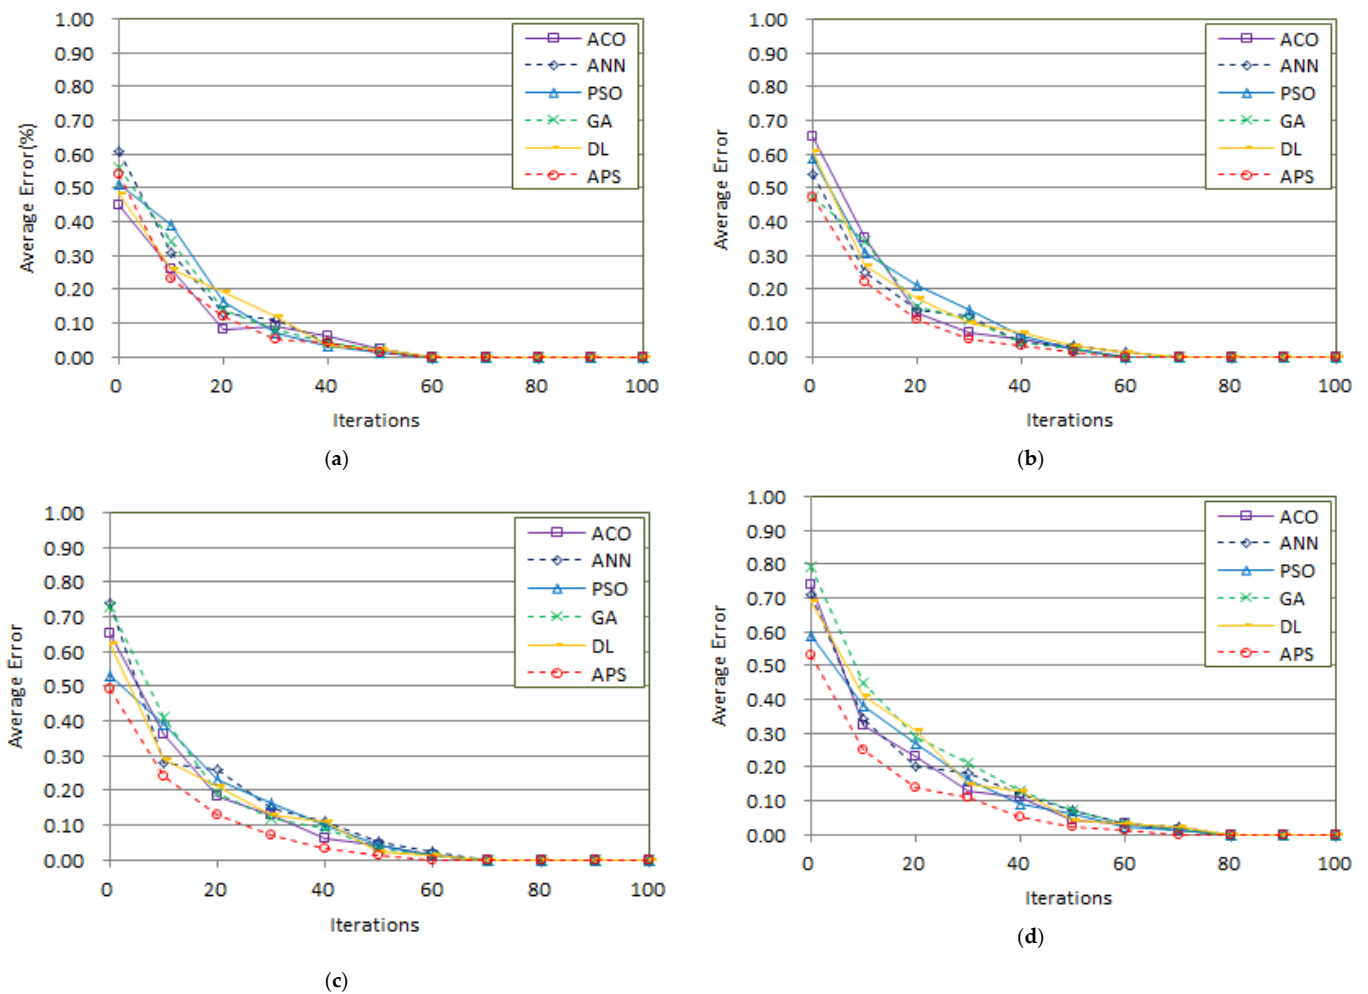 1.00
0.90
0.80
0.70
0.60
0.50
0.40
0.30
0.20
0.10
0.00
Average Error(%)
0 20 40 60 80 100
Iterations
ACO
ANN
PSO
GA
DL
APS
(a)
1.00
0.90
0.80
0.70
0.60
0.50
0.40
0.30
0.20
0.10
0.00
Average Error
0 20 40 60 80 100
Iterations
ACO
ANN
PSO
GA
DL
APS
(b)
1.00
0.90
0.80
0.70
0.60
0.50
0.40
0.30
0.20
0.10
0.00
Average Error
0 20 40 60 80 100
Iterations
ACO
ANN
PSO
GA
DL
APS
(c)
1.00
0.90
0.80
0.70
0.60
0.50
0.40
0.30
0.20
0.10
0.00
Average Error
0 20 40 60 80 100
Iterations
ACO
ANN
PSO
GA
DL
APS
(d)